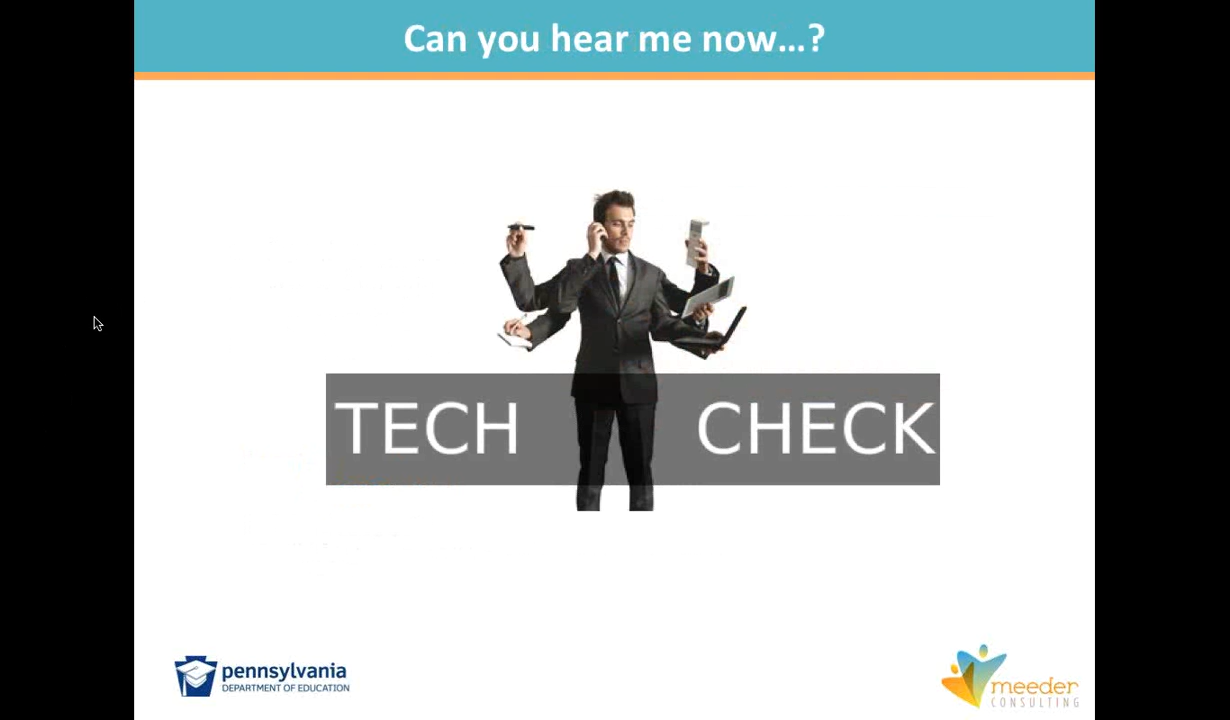 Can you hear me now...?
TECH CHECK
pennsylvania
DEPARTMENT OF EDUCATION
meeder
CONSULTING